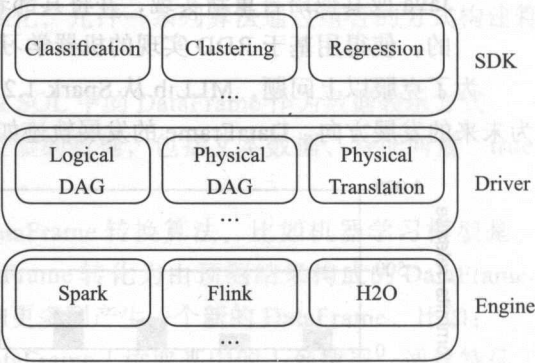 Classification Clustering Regression
...
SDK
Logical Physical Physical
DAG DAG Translation
...
Driver
Spark Flink H2O
...
Engine